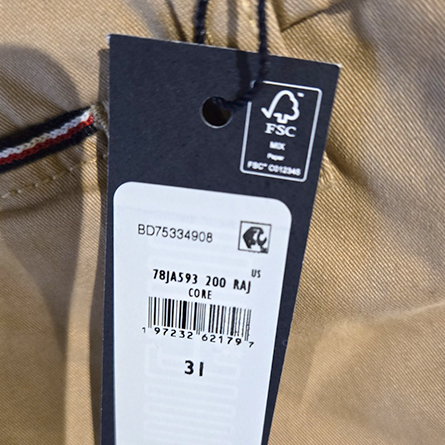 FSC
MIX
Paper
FSC® C012345
BD75334908
US
78JA593 200 RAJ
CORE
1 97232 62179 7
31